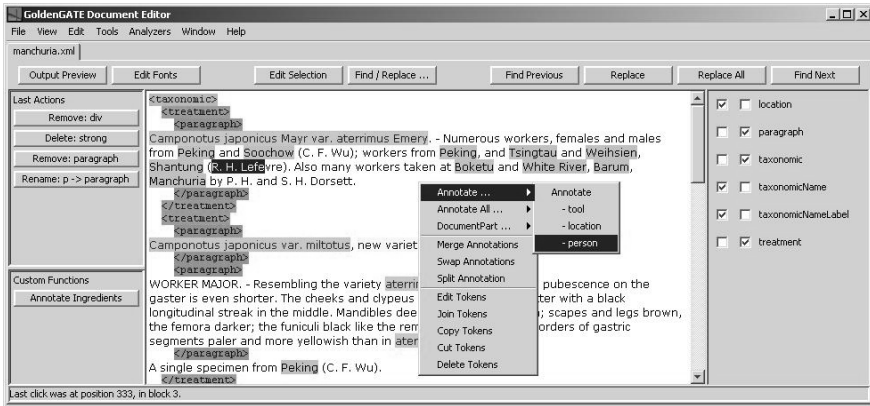 GoldenGATE Document Editor
File View Edit Tools Analyzers Window Help
manchuria.xml
Output Preview Edit Fonts Edit Selection Find / Replace ... Find Previous Replace Replace All Find Next
Last Actions
Remove: div
Delete: strong
Remove: paragraph
Rename: p -> paragraph
Custom Functions
Annotate Ingredients
<taxonomic>
<treatment>
<paragraph>
Camponotus japonicus Mayr var. aterrimus Emery. - Numerous workers, females and males
from Peking and Soochow (C. F. Wu); workers from Peking, and Tsingtau and Weihsien,
Shantung (R. H. Lefevre). Also many workers taken at Boketu and White River, Barum,
Manchuria by P. H. and S. H. Dorsett.
</paragraph>
</treatment>
<treatment>
<paragraph>
Camponotus japonicus var. miltotus, new variet
</paragraph>
<paragraph>
WORKER MAJOR. - Resembling the variety aterri pubescence on the
gaster is even shorter. The cheeks and clypeus ter with a black
longitudinal streak in the middle. Mandibles dee ; scapes and legs brown,
the femora darker; the funiculi black like the rem orders of gastric
segments paler and more yellowish than in ater
</paragraph>
A single specimen from Peking (C. F. Wu).
</treatment>
Annotate ...
Annotate All ...
DocumentPart ...
Merge Annotations
Swap Annotations
Split Annotation
Edit Tokens
Join Tokens
Copy Tokens
Cut Tokens
Delete Tokens
Annotate
- tool
- location
- person
location
paragraph
taxonomic
taxonomicName
taxonomicNameLabel
treatment
Last click was at position 333, in block 3.